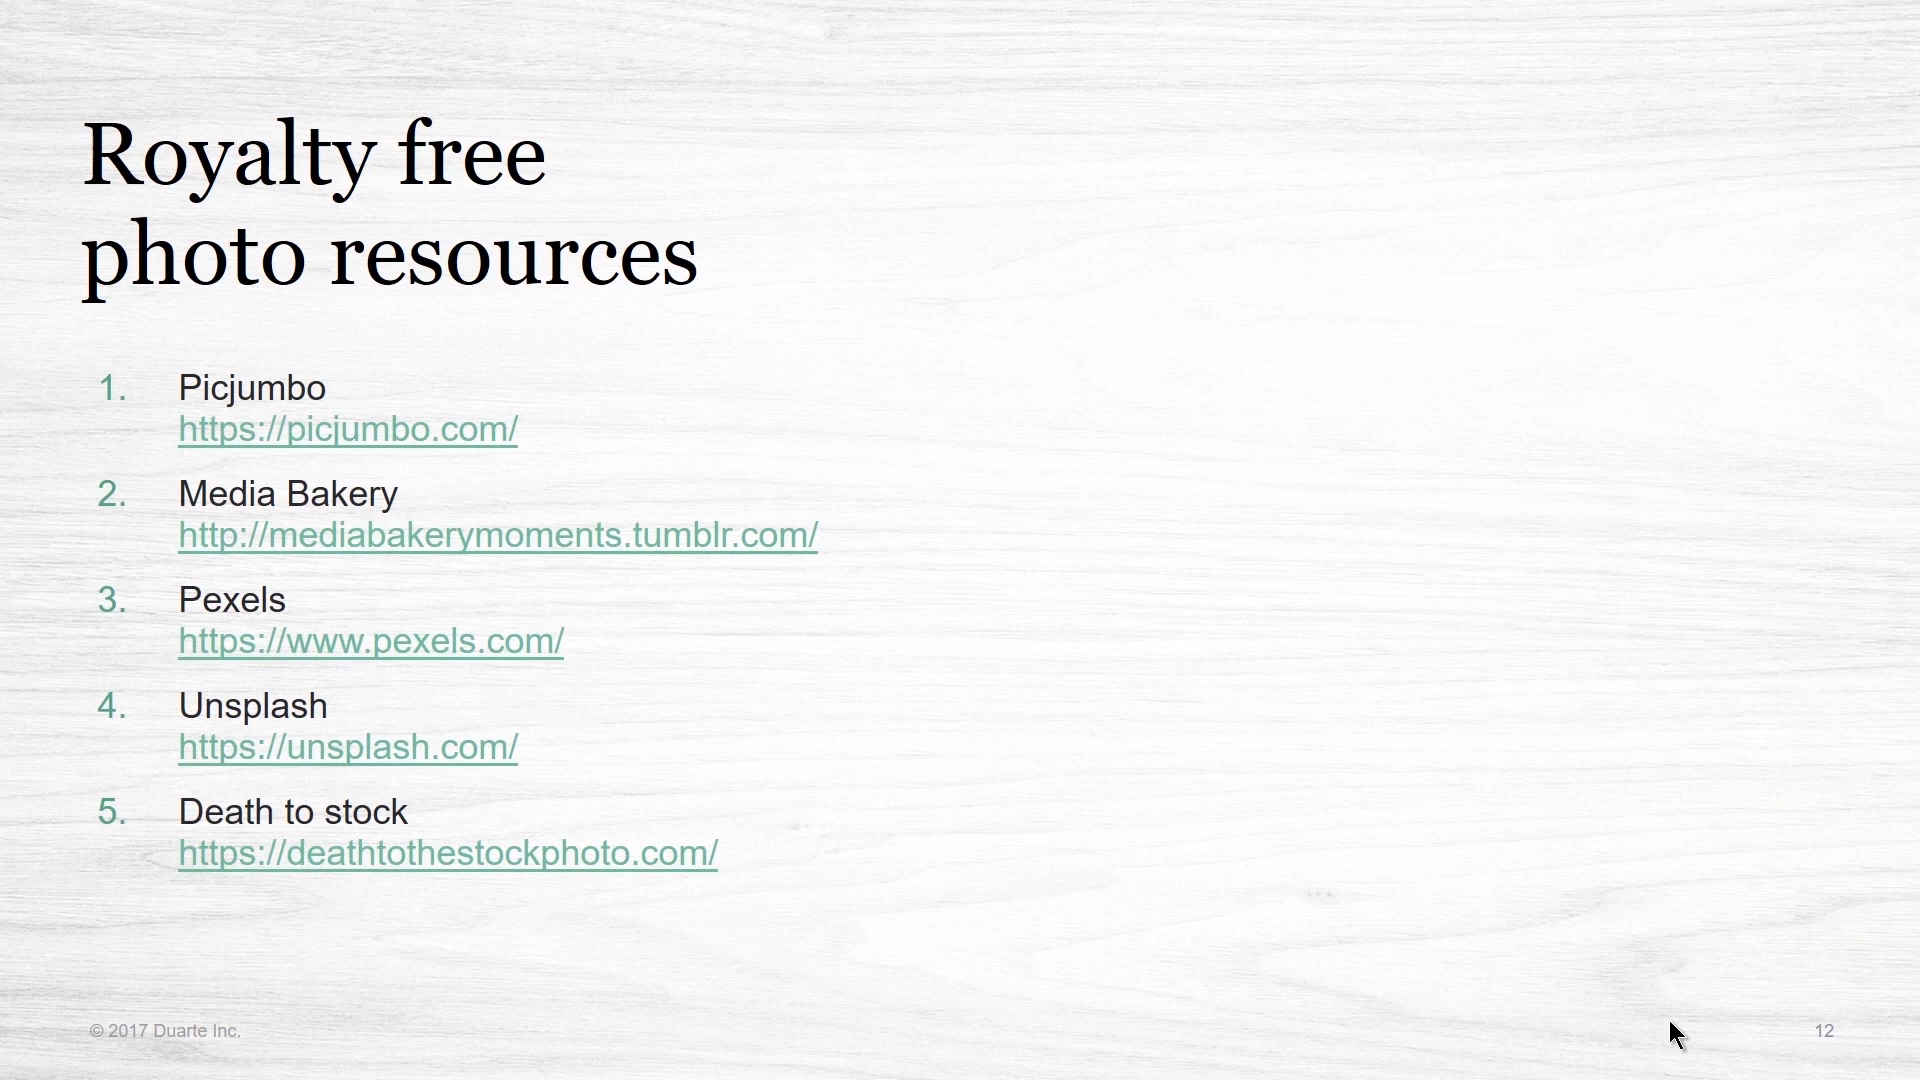 Royalty free
photo resources
1. Picjumbo
https://picjumbo.com/
2. Media Bakery
http://mediabakerymoments.tumblr.com/
3. Pexels
https://www.pexels.com/
4. Unsplash
https://unsplash.com/
5. Death to stock
https://deathtothestockphoto.com/
© 2017 Duarte Inc.
12